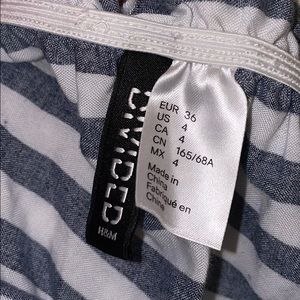 DIVIDED
H&M
EUR 36
US 4
CA 4
CN 165/68A
MX 4
Made in
China
Fabriqué en
Chine